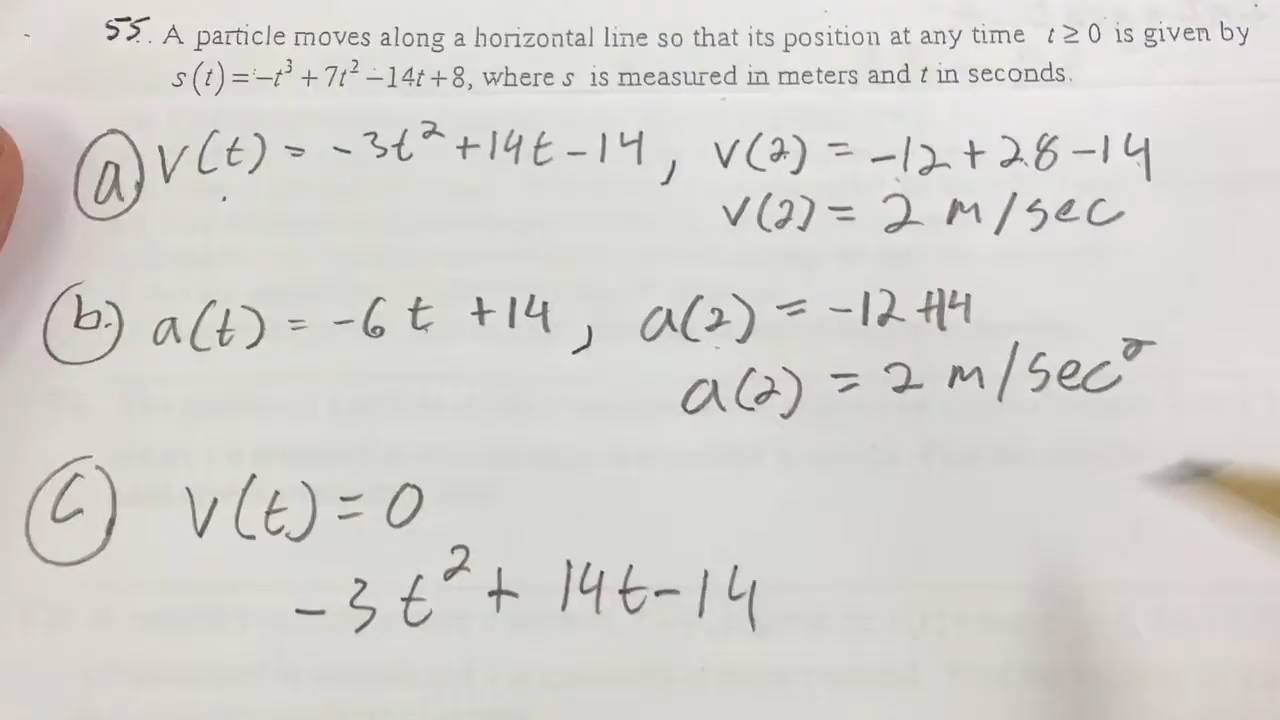 55. A particle moves along a horizontal line so that its position at any time t ≥ 0 is given by
s(t) = -t³ + 7t² - 14t + 8, where s is measured in meters and t in seconds.
a) v(t) = -3t² + 14t - 14, v(2) = -12 + 28 - 14
v(2) = 2 m/sec
b.) a(t) = -6t + 14, a(2) = -12 + 14
a(2) = 2 m/sec²
c) v(t) = 0
-3t² + 14t - 14